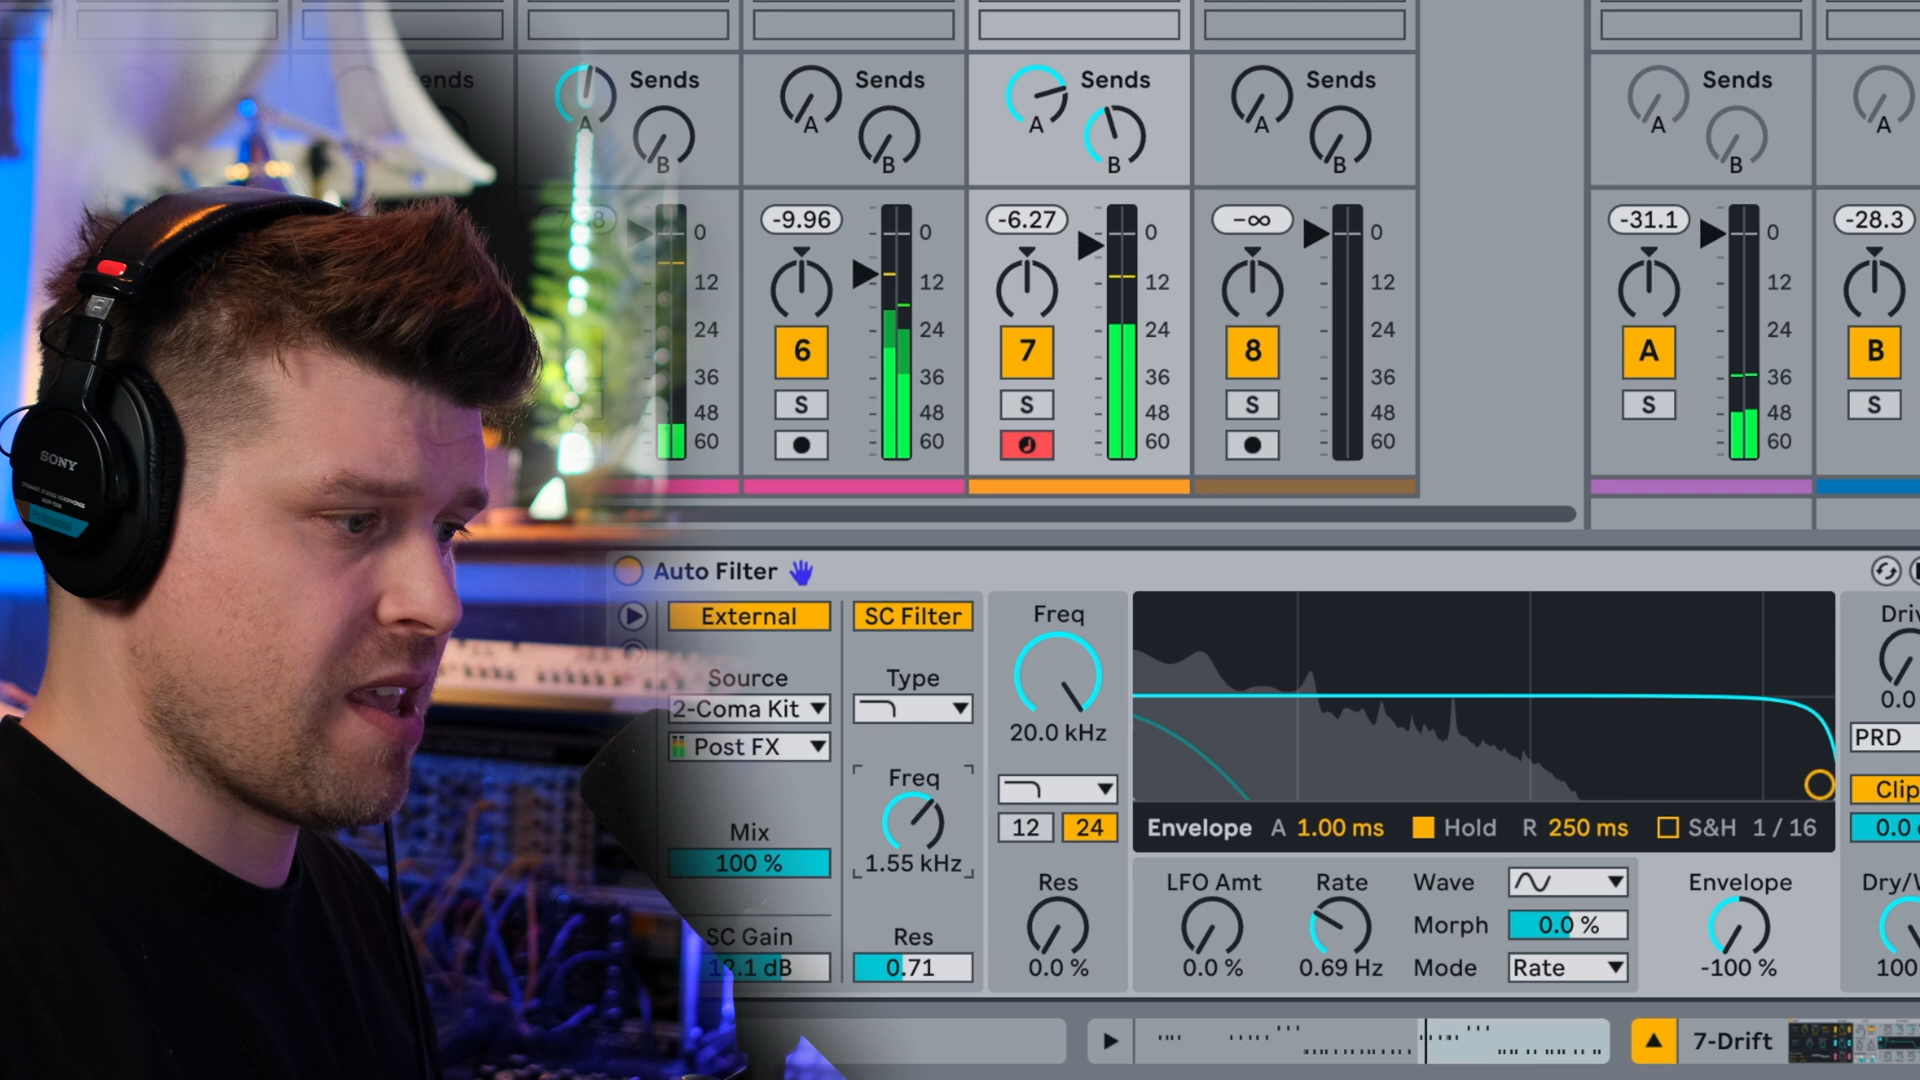 Sends
A
B
Sends
A
B
Sends
A
B
Sends
A
B
Sends
A
B
A
0
12
24
36
48
60
-9.96
6
S
0
12
24
36
48
60
-6.27
7
S
0
12
24
36
48
60
-∞
8
S
0
12
24
36
48
60
-31.1
A
S
0
12
24
36
48
60
-28.3
B
S
SONY
Auto Filter
External
Source
2-Coma Kit
Post FX
Mix
100 %
SC Gain
12.1 dB
SC Filter
Type
Freq
1.55 kHz
Res
0.71
Freq
20.0 kHz
12 24
Res
0.0 %
Envelope A 1.00 ms Hold R 250 ms S&H 1 / 16
LFO Amt
0.0 %
Rate
0.69 Hz
Wave
Morph 0.0 %
Mode Rate
Envelope
-100 %
0.0
PRD
Clip
0.0
100
7-Drift